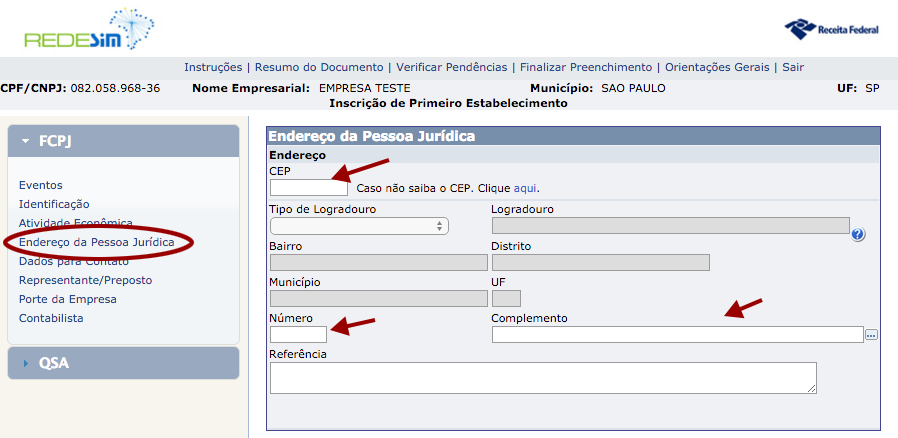 REDESIM
Receita Federal
Instruções | Resumo do Documento | Verificar Pendências | Finalizar Preenchimento | Orientações Gerais | Sair
CPF/CNPJ: 082.058.968-36 Nome Empresarial: EMPRESA TESTE Município: SAO PAULO UF: SP
Inscrição de Primeiro Estabelecimento
FCPJ
Eventos
Identificação
Atividade Econômica
Endereço da Pessoa Jurídica
Dados para Contato
Representante/Preposto
Porte da Empresa
Contabilista
QSA
Endereço da Pessoa Jurídica
Endereço
CEP
Caso não saiba o CEP. Clique aqui.
Tipo de Logradouro Logradouro
?
Bairro Distrito
Município UF
Número Complemento
...
Referência